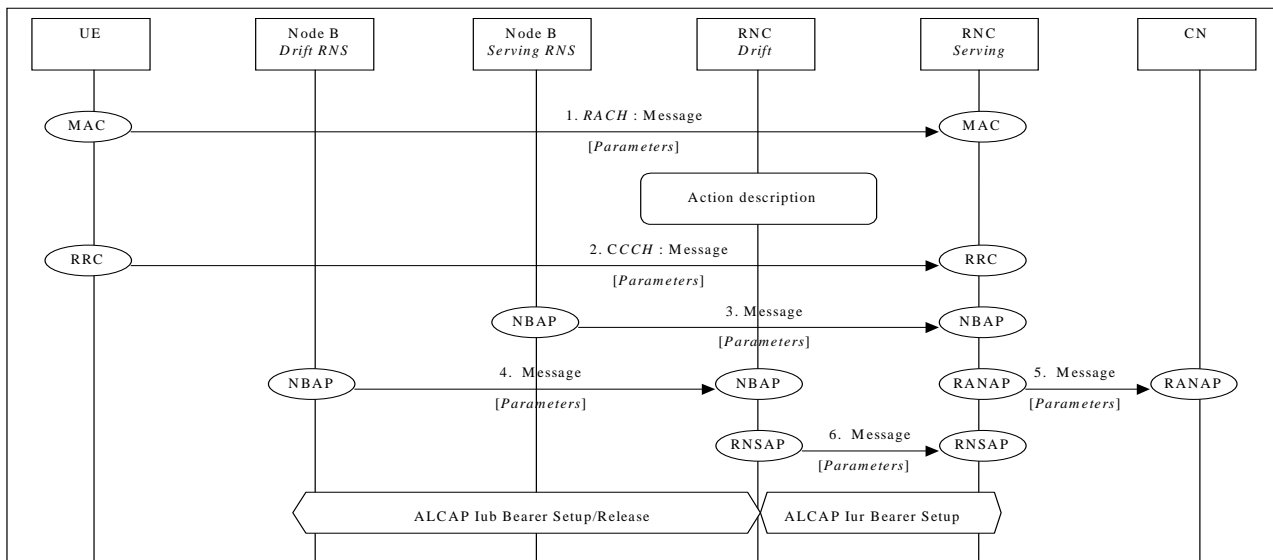 UE
Node B
Drift RNS
Node B
Serving RNS
RNC
Drift
RNC
Serving
CN
MAC
1. RACH : Message
[Parameters]
MAC
Action description
RRC
2. CCCH : Message
[Parameters]
RRC
NBAP
3. Message
[Parameters]
NBAP
NBAP
4. Message
[Parameters]
NBAP
RANAP
5. Message
[Parameters]
RANAP
RNSAP
6. Message
[Parameters]
RNSAP
ALCAP Iub Bearer Setup/Release
ALCAP Iur Bearer Setup